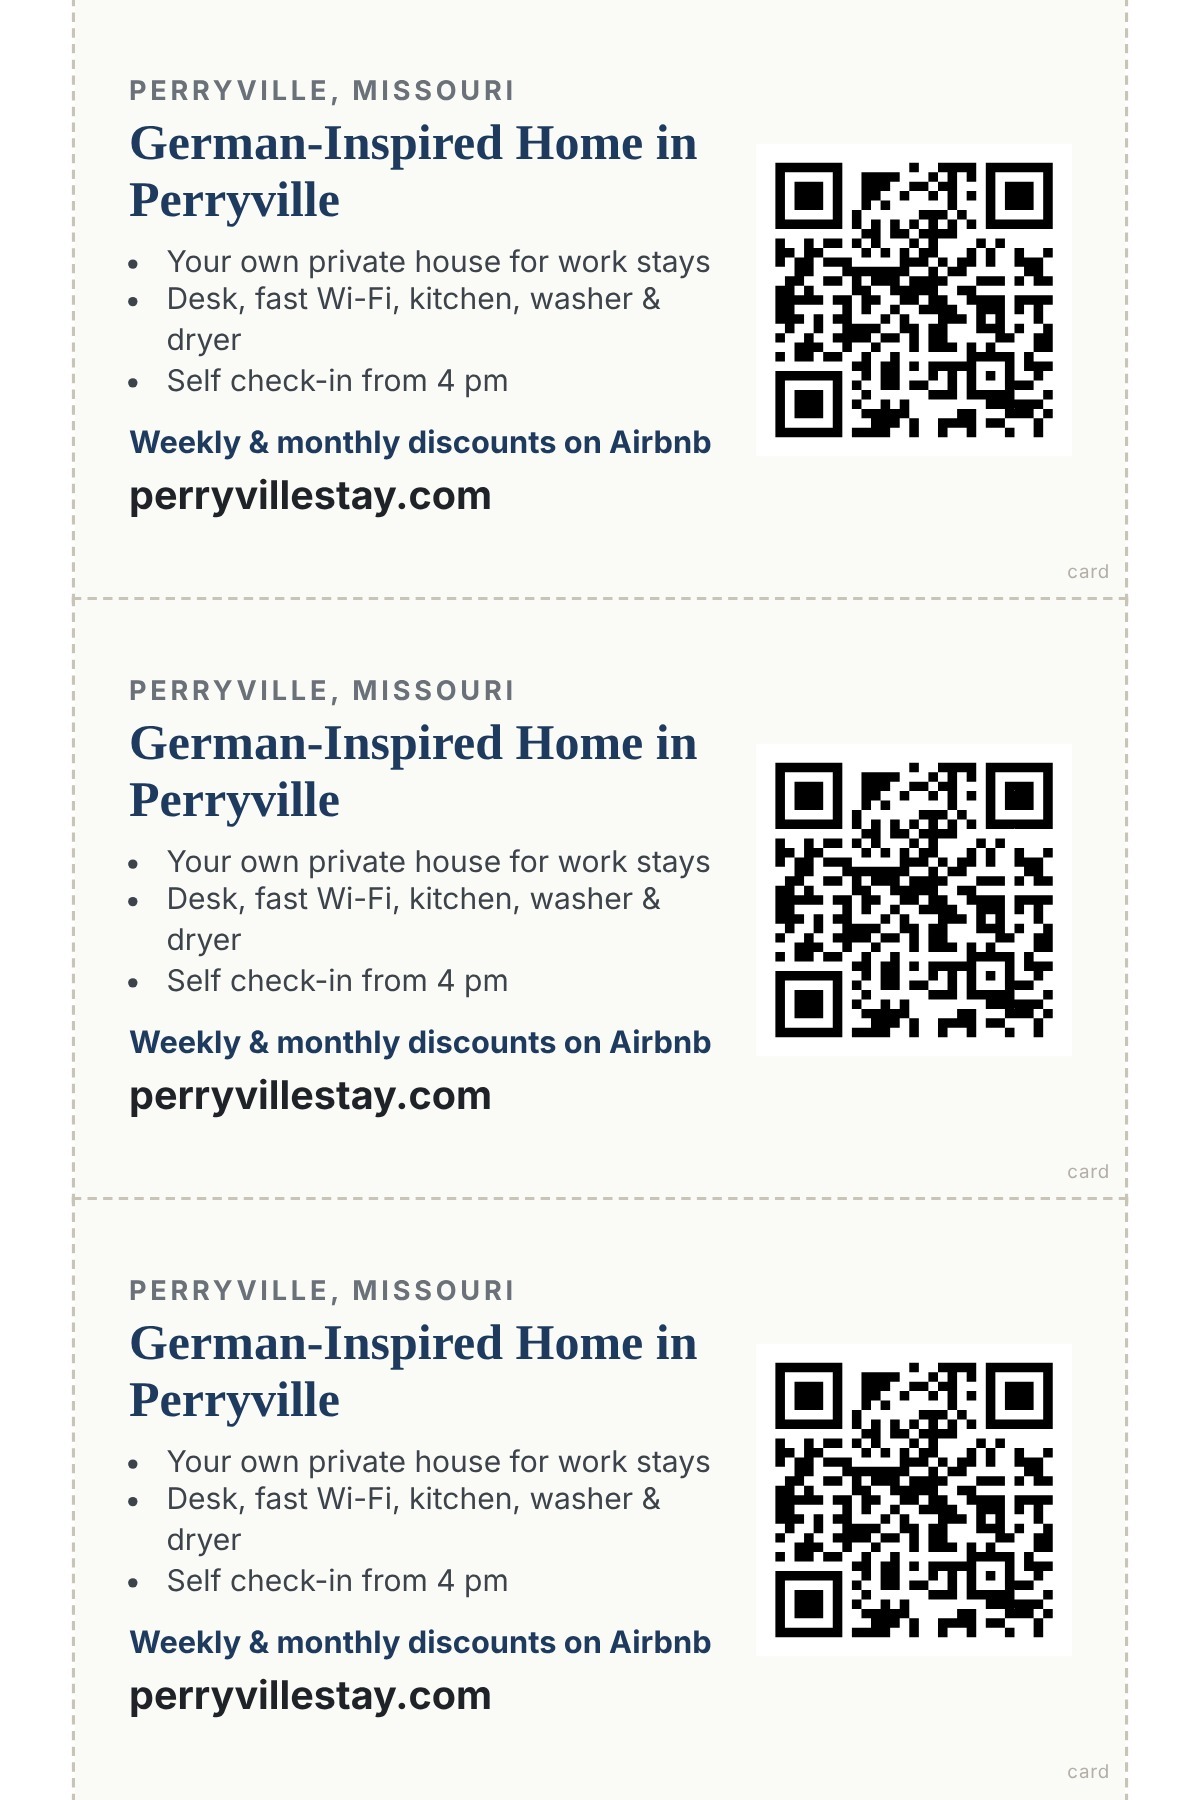 PERRYVILLE, MISSOURI
German-Inspired Home in
Perryville
• Your own private house for work stays
• Desk, fast Wi-Fi, kitchen, washer &
dryer
• Self check-in from 4 pm
Weekly & monthly discounts on Airbnb
perryvillestay.com
card
PERRYVILLE, MISSOURI
German-Inspired Home in
Perryville
• Your own private house for work stays
• Desk, fast Wi-Fi, kitchen, washer &
dryer
• Self check-in from 4 pm
Weekly & monthly discounts on Airbnb
perryvillestay.com
card
PERRYVILLE, MISSOURI
German-Inspired Home in
Perryville
• Your own private house for work stays
• Desk, fast Wi-Fi, kitchen, washer &
dryer
• Self check-in from 4 pm
Weekly & monthly discounts on Airbnb
perryvillestay.com
card